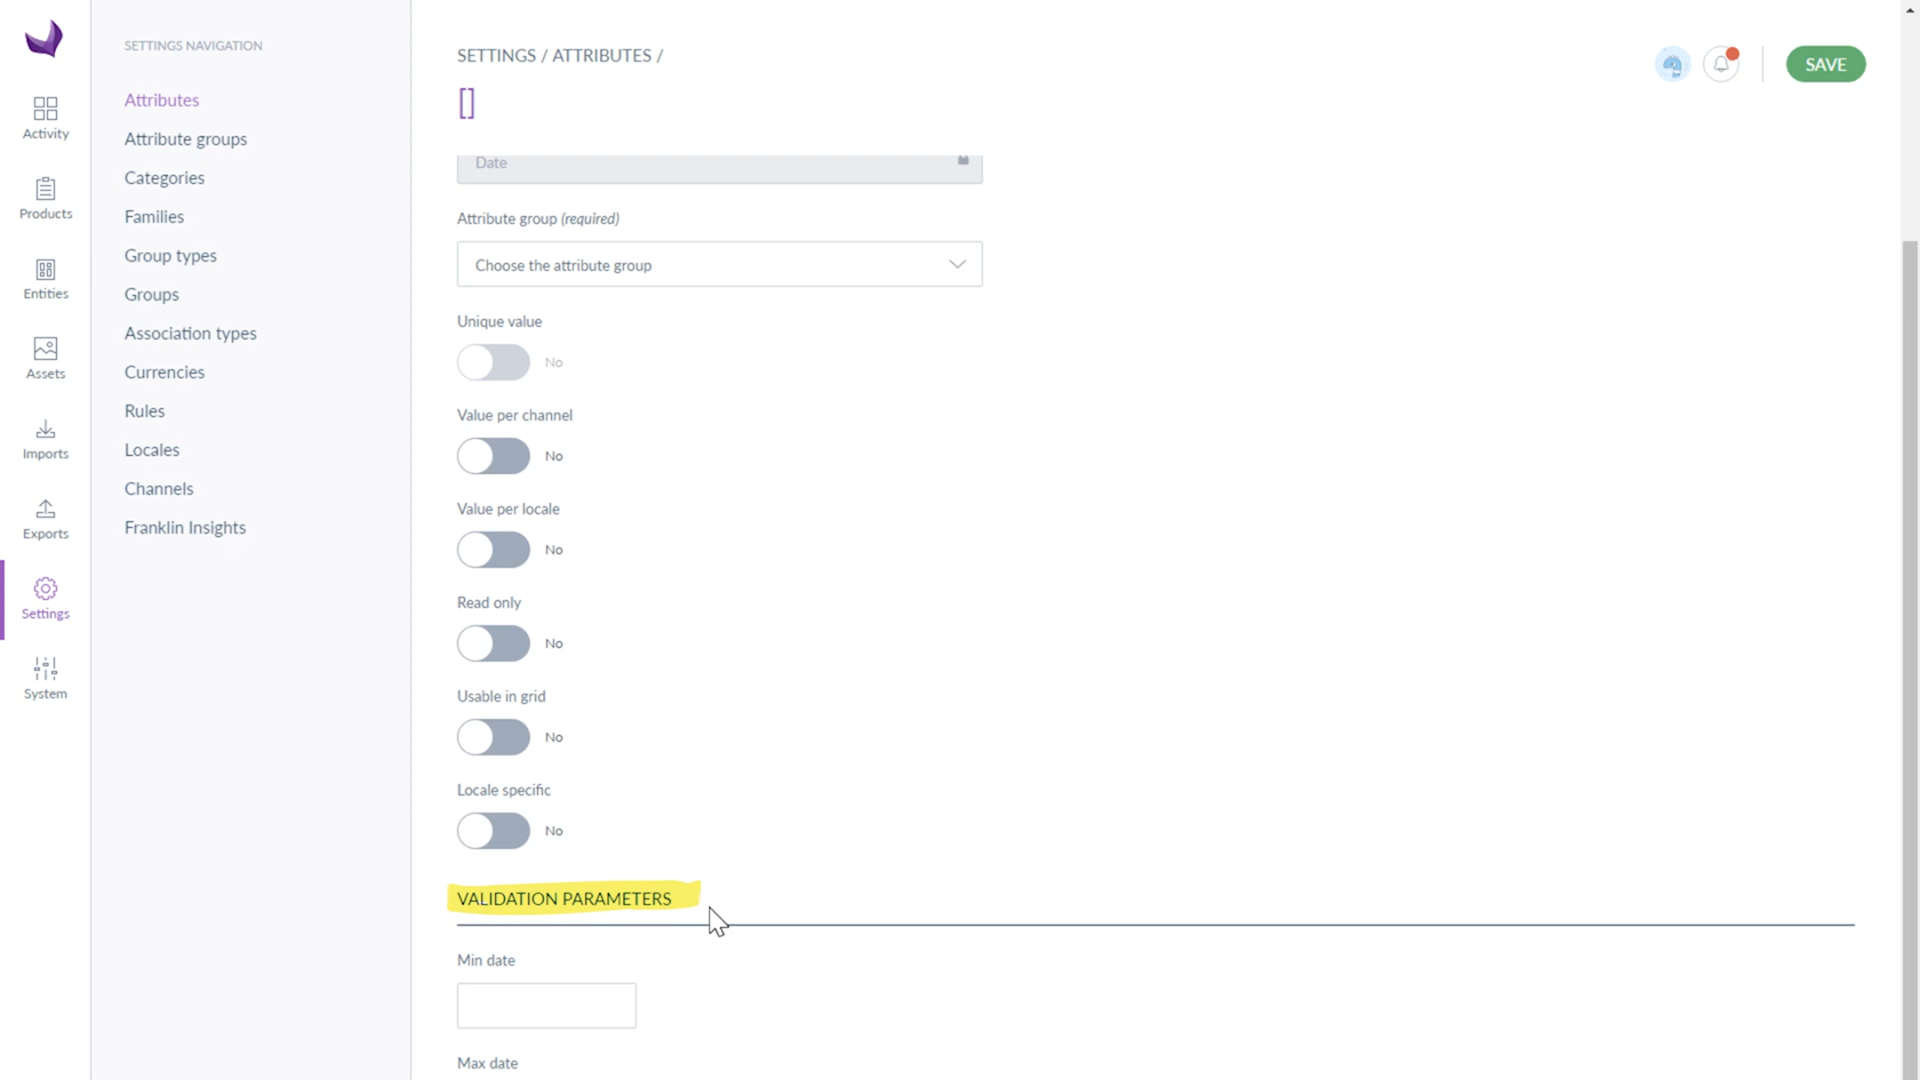 SETTINGS NAVIGATION
Attributes
Attribute groups
Categories
Families
Group types
Groups
Association types
Currencies
Rules
Locales
Channels
Franklin Insights
Activity
Products
Entities
Assets
Imports
Exports
Settings
System
SETTINGS / ATTRIBUTES /
[]
SAVE
Date
Attribute group (required)
Choose the attribute group
Unique value
No
Value per channel
No
Value per locale
No
Read only
No
Usable in grid
No
Locale specific
No
VALIDATION PARAMETERS
Min date
Max date